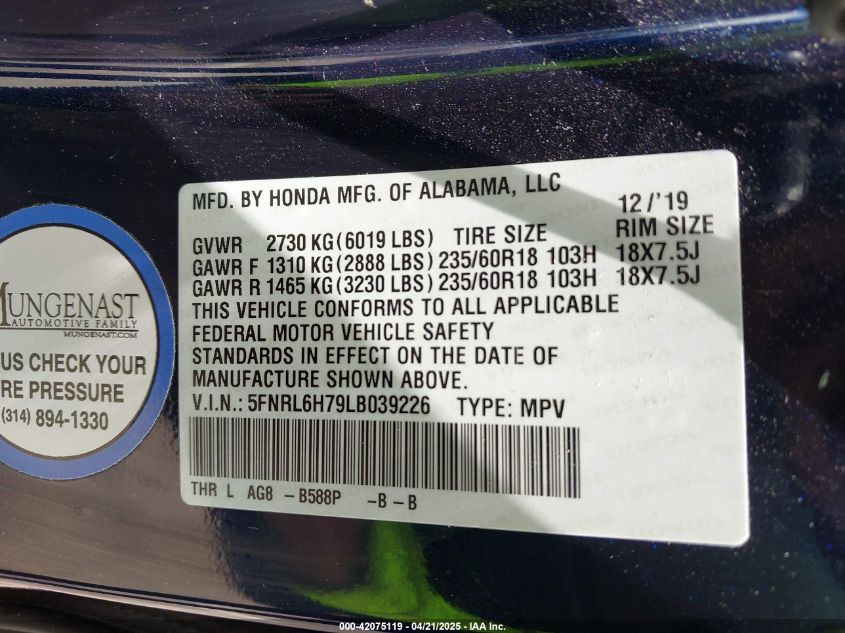 MFD. BY HONDA MFG. OF ALABAMA, LLC 12/'19
GVWR 2730 KG(6019 LBS) TIRE SIZE RIM SIZE
GAWR F 1310 KG(2888 LBS) 235/60R18 103H 18X7.5J
GAWR R 1465 KG(3230 LBS) 235/60R18 103H 18X7.5J
THIS VEHICLE CONFORMS TO ALL APPLICABLE
FEDERAL MOTOR VEHICLE SAFETY
STANDARDS IN EFFECT ON THE DATE OF
MANUFACTURE SHOWN ABOVE.
V.I.N.: 5FNRL6H79LB039226 TYPE: MPV
THR L AG8 -B588P -B-B
MUNGENAST
AUTOMOTIVE FAMILY
MUNGENAST.COM
US CHECK YOUR
RE PRESSURE
(314) 894-1330
000-42075119 - 04/21/2025 - IAA Inc.